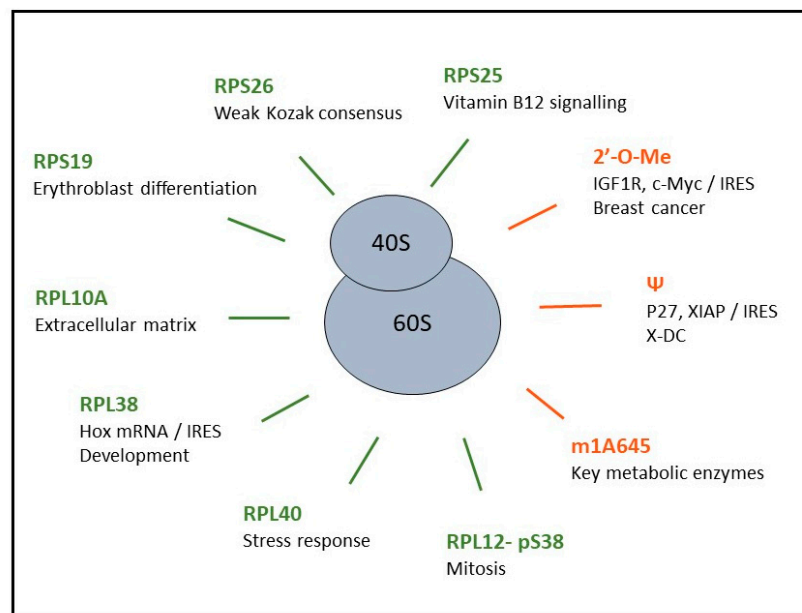 RPS26
Weak Kozak consensus
RPS25
Vitamin B12 signalling
RPS19
Erythroblast differentiation
2’-O-Me
IGF1R, c-Myc / IRES
Breast cancer
40S
RPL10A
Extracellular matrix
60S
Ψ
P27, XIAP / IRES
X-DC
RPL38
Hox mRNA / IRES
Development
m1A645
Key metabolic enzymes
RPL40
Stress response
RPL12- pS38
Mitosis